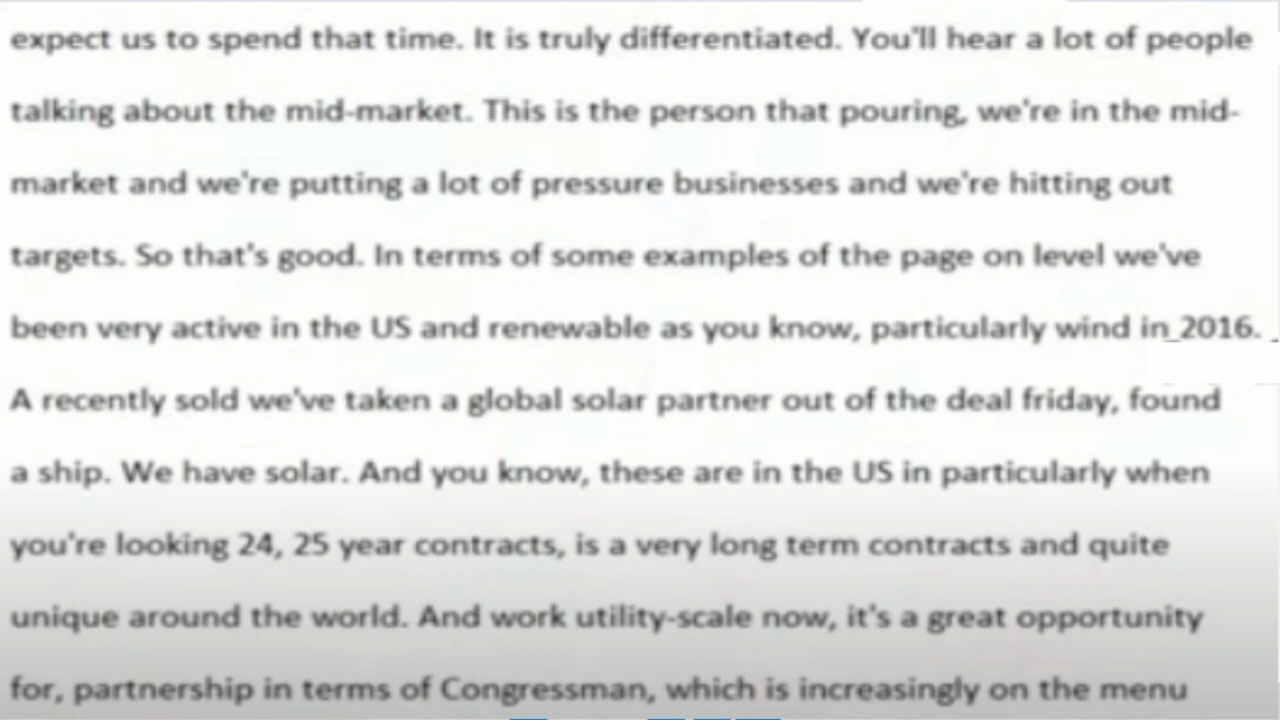 expect us to spend that time. It is truly differentiated. You'll hear a lot of people
talking about the mid-market. This is the person that pouring, we're in the mid-
market and we're putting a lot of pressure businesses and we're hitting out
targets. So that's good. In terms of some examples of the page on level we've
been very active in the US and renewable as you know, particularly wind in 2016.
A recently sold we've taken a global solar partner out of the deal friday, found
a ship. We have solar. And you know, these are in the US in particularly when
you're looking 24, 25 year contracts, is a very long term contracts and quite
unique around the world. And work utility-scale now, it's a great opportunity
for, partnership in terms of Congressman, which is increasingly on the menu